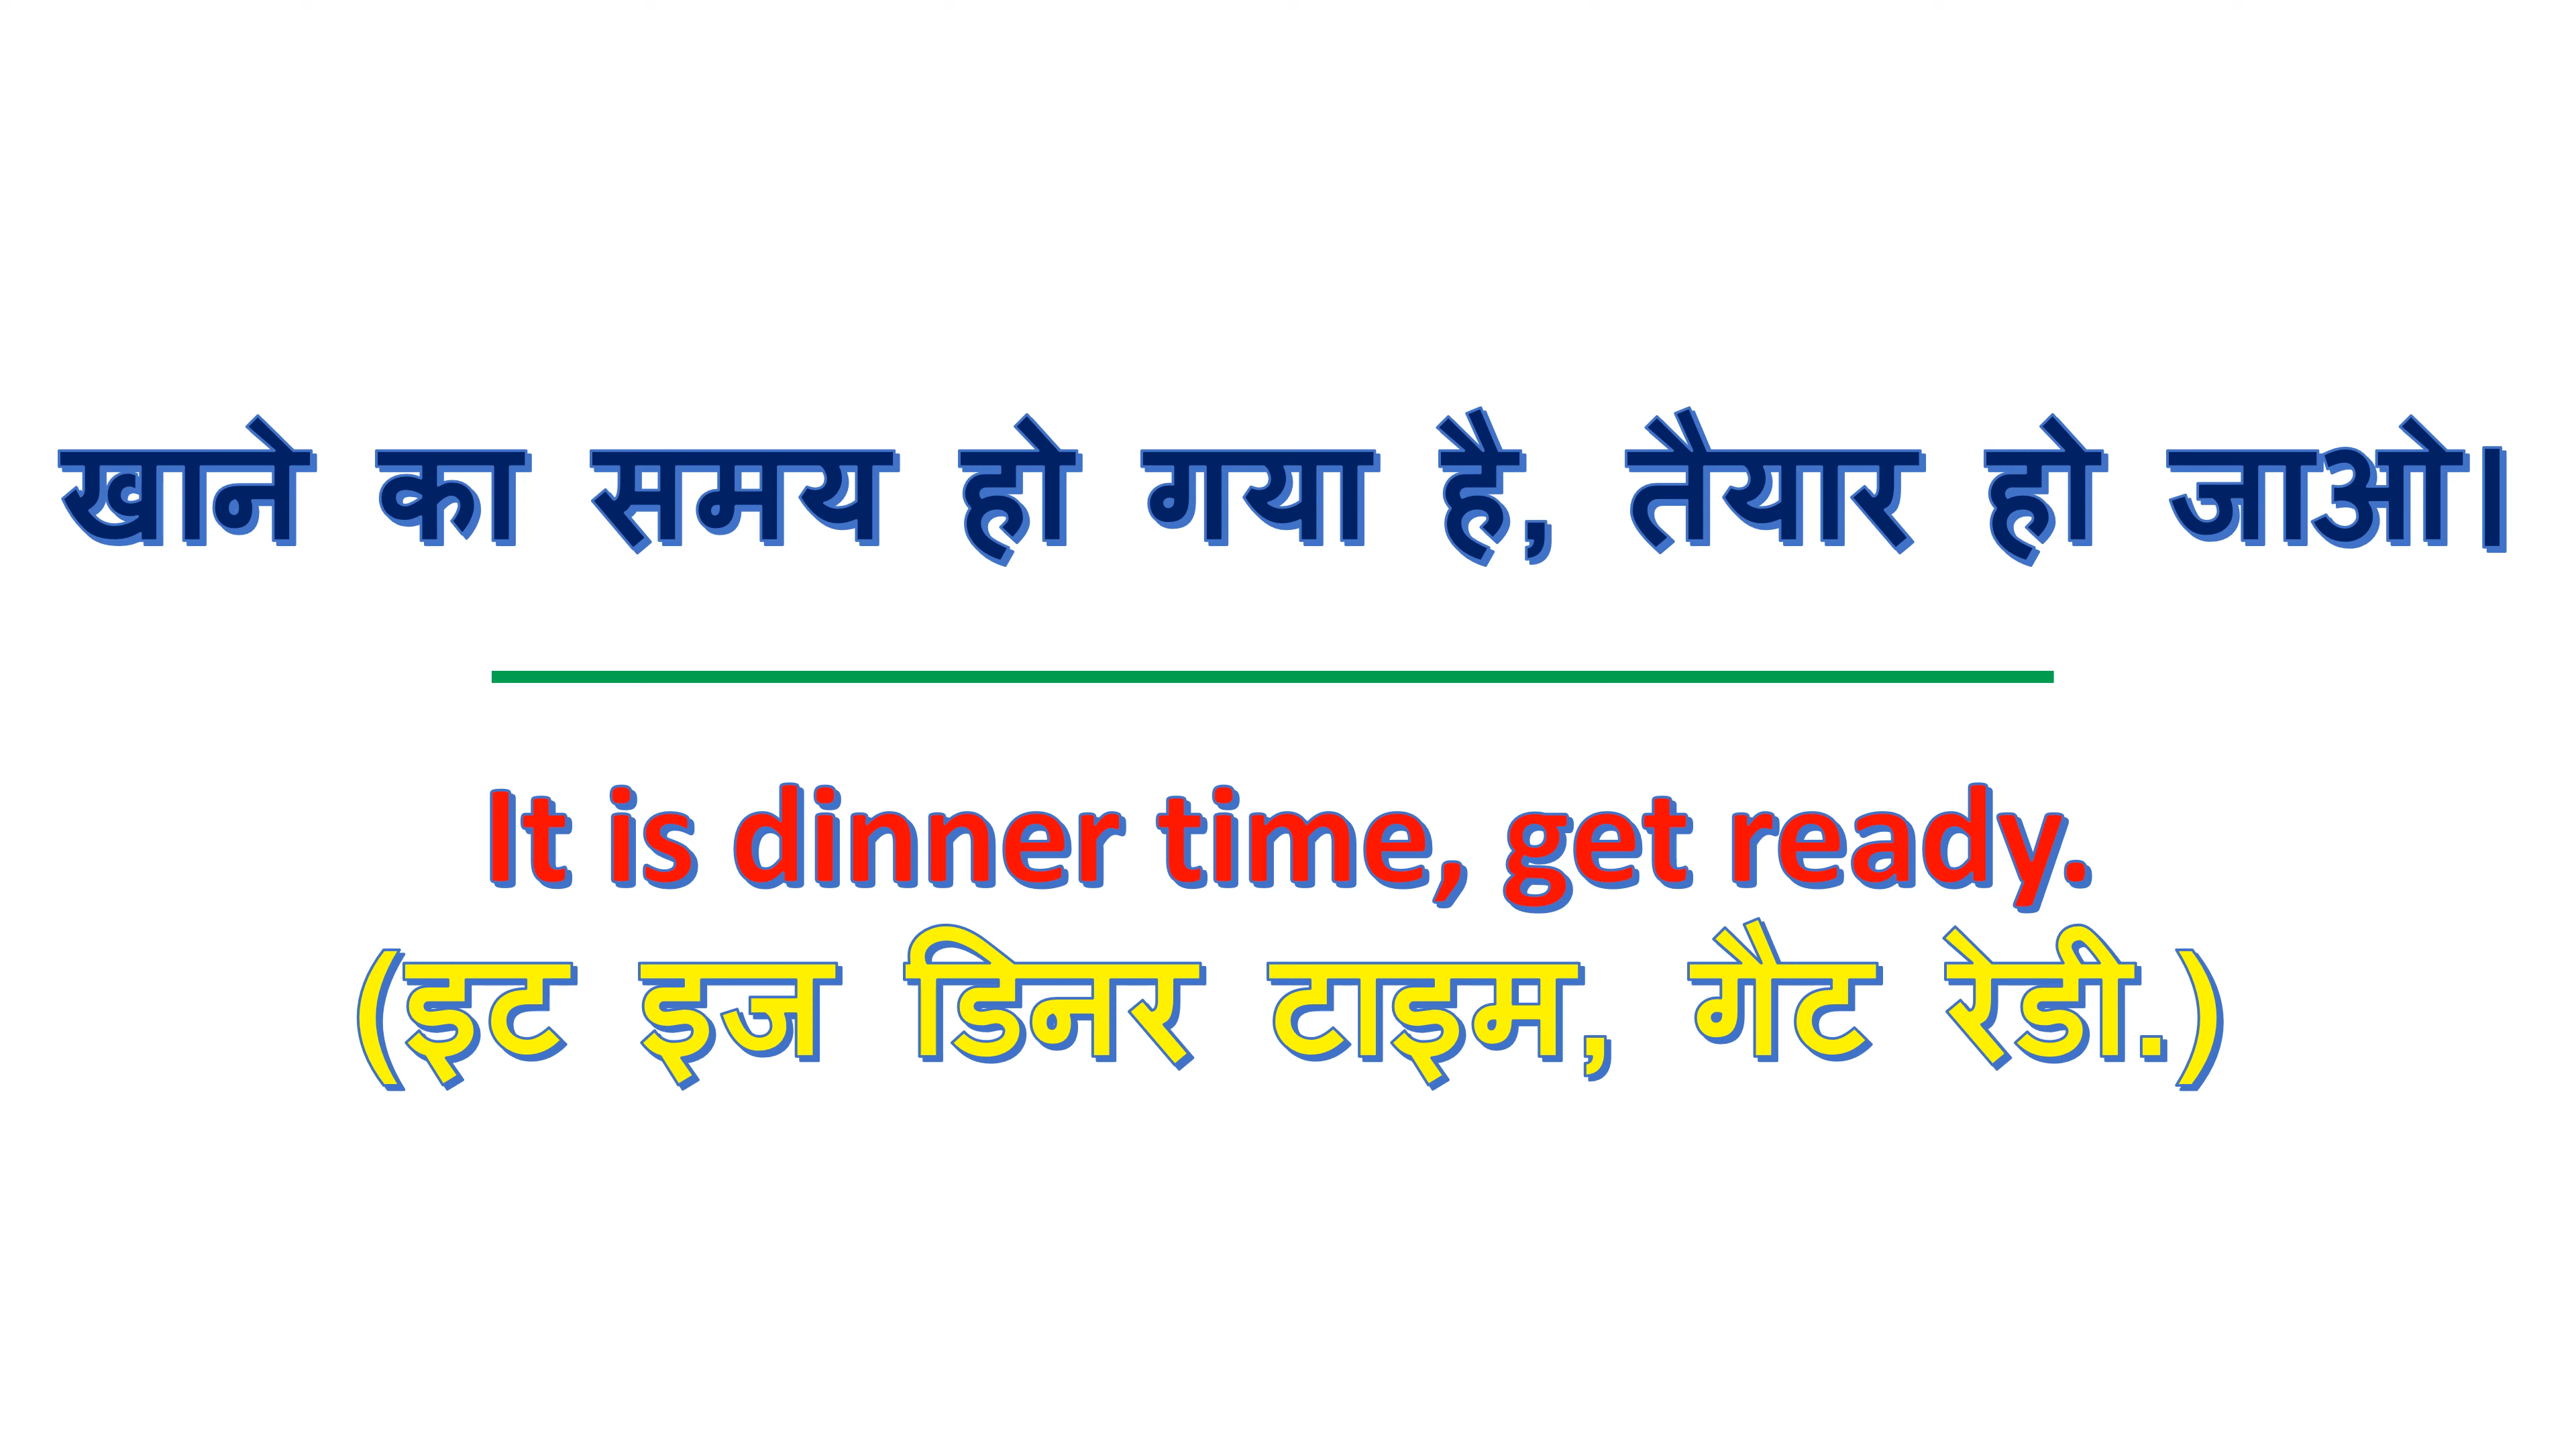 खाने का समय हो गया है, तैयार हो जाओ।
It is dinner time, get ready.
(इट इज डिनर टाइम, गैट रेडी.)